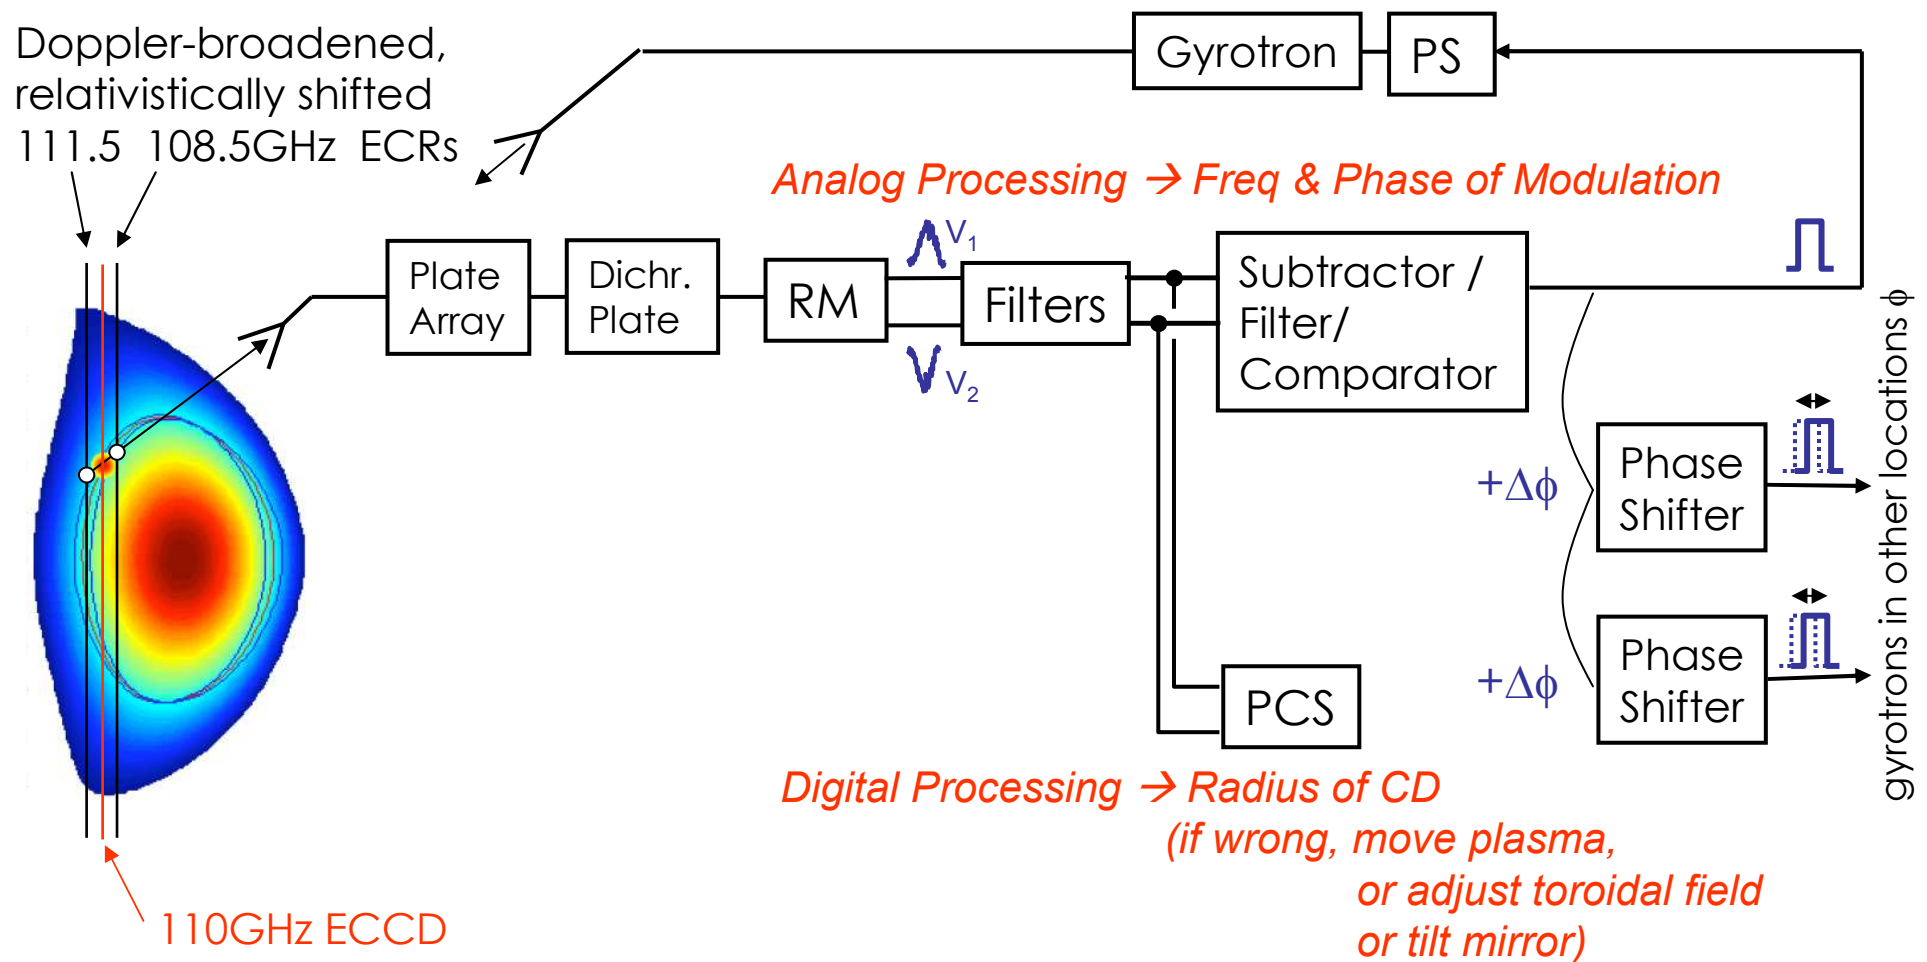 Doppler-broadened,
relativistically shifted
111.5  108.5GHz  ECRs
Gyrotron
PS
Analog Processing → Freq & Phase of Modulation
Plate
Array
Dichr.
Plate
RM
V1
V2
Filters
Subtractor /
Filter/
Comparator
+Δϕ
Phase
Shifter
+Δϕ
Phase
Shifter
gyrotrons in other locations ϕ
PCS
Digital Processing → Radius of CD
(if wrong, move plasma,
or adjust toroidal field
or tilt mirror)
110GHz ECCD